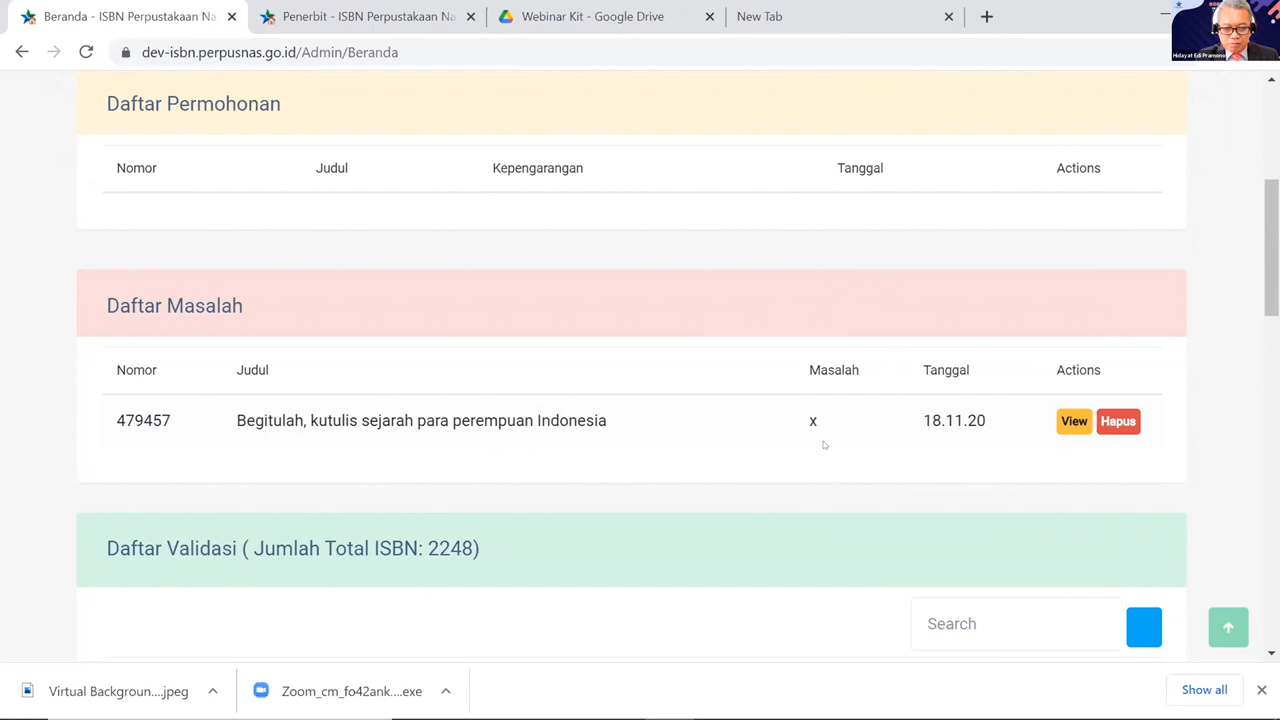 Beranda - ISBN Perpustakaan Na
Penerbit - ISBN Perpustakaan Na
Webinar Kit - Google Drive
New Tab
dev-isbn.perpusnas.go.id/Admin/Beranda
Hidayat Edi Pramono
Daftar Permohonan
Nomor Judul Kepengarangan Tanggal Actions
Daftar Masalah
Nomor Judul Masalah Tanggal Actions
479457 Begitulah, kutulis sejarah para perempuan Indonesia x 18.11.20 View Hapus
Daftar Validasi ( Jumlah Total ISBN: 2248)
Search
Virtual Backgroun....jpeg
Zoom_cm_fo42ank....exe
Show all